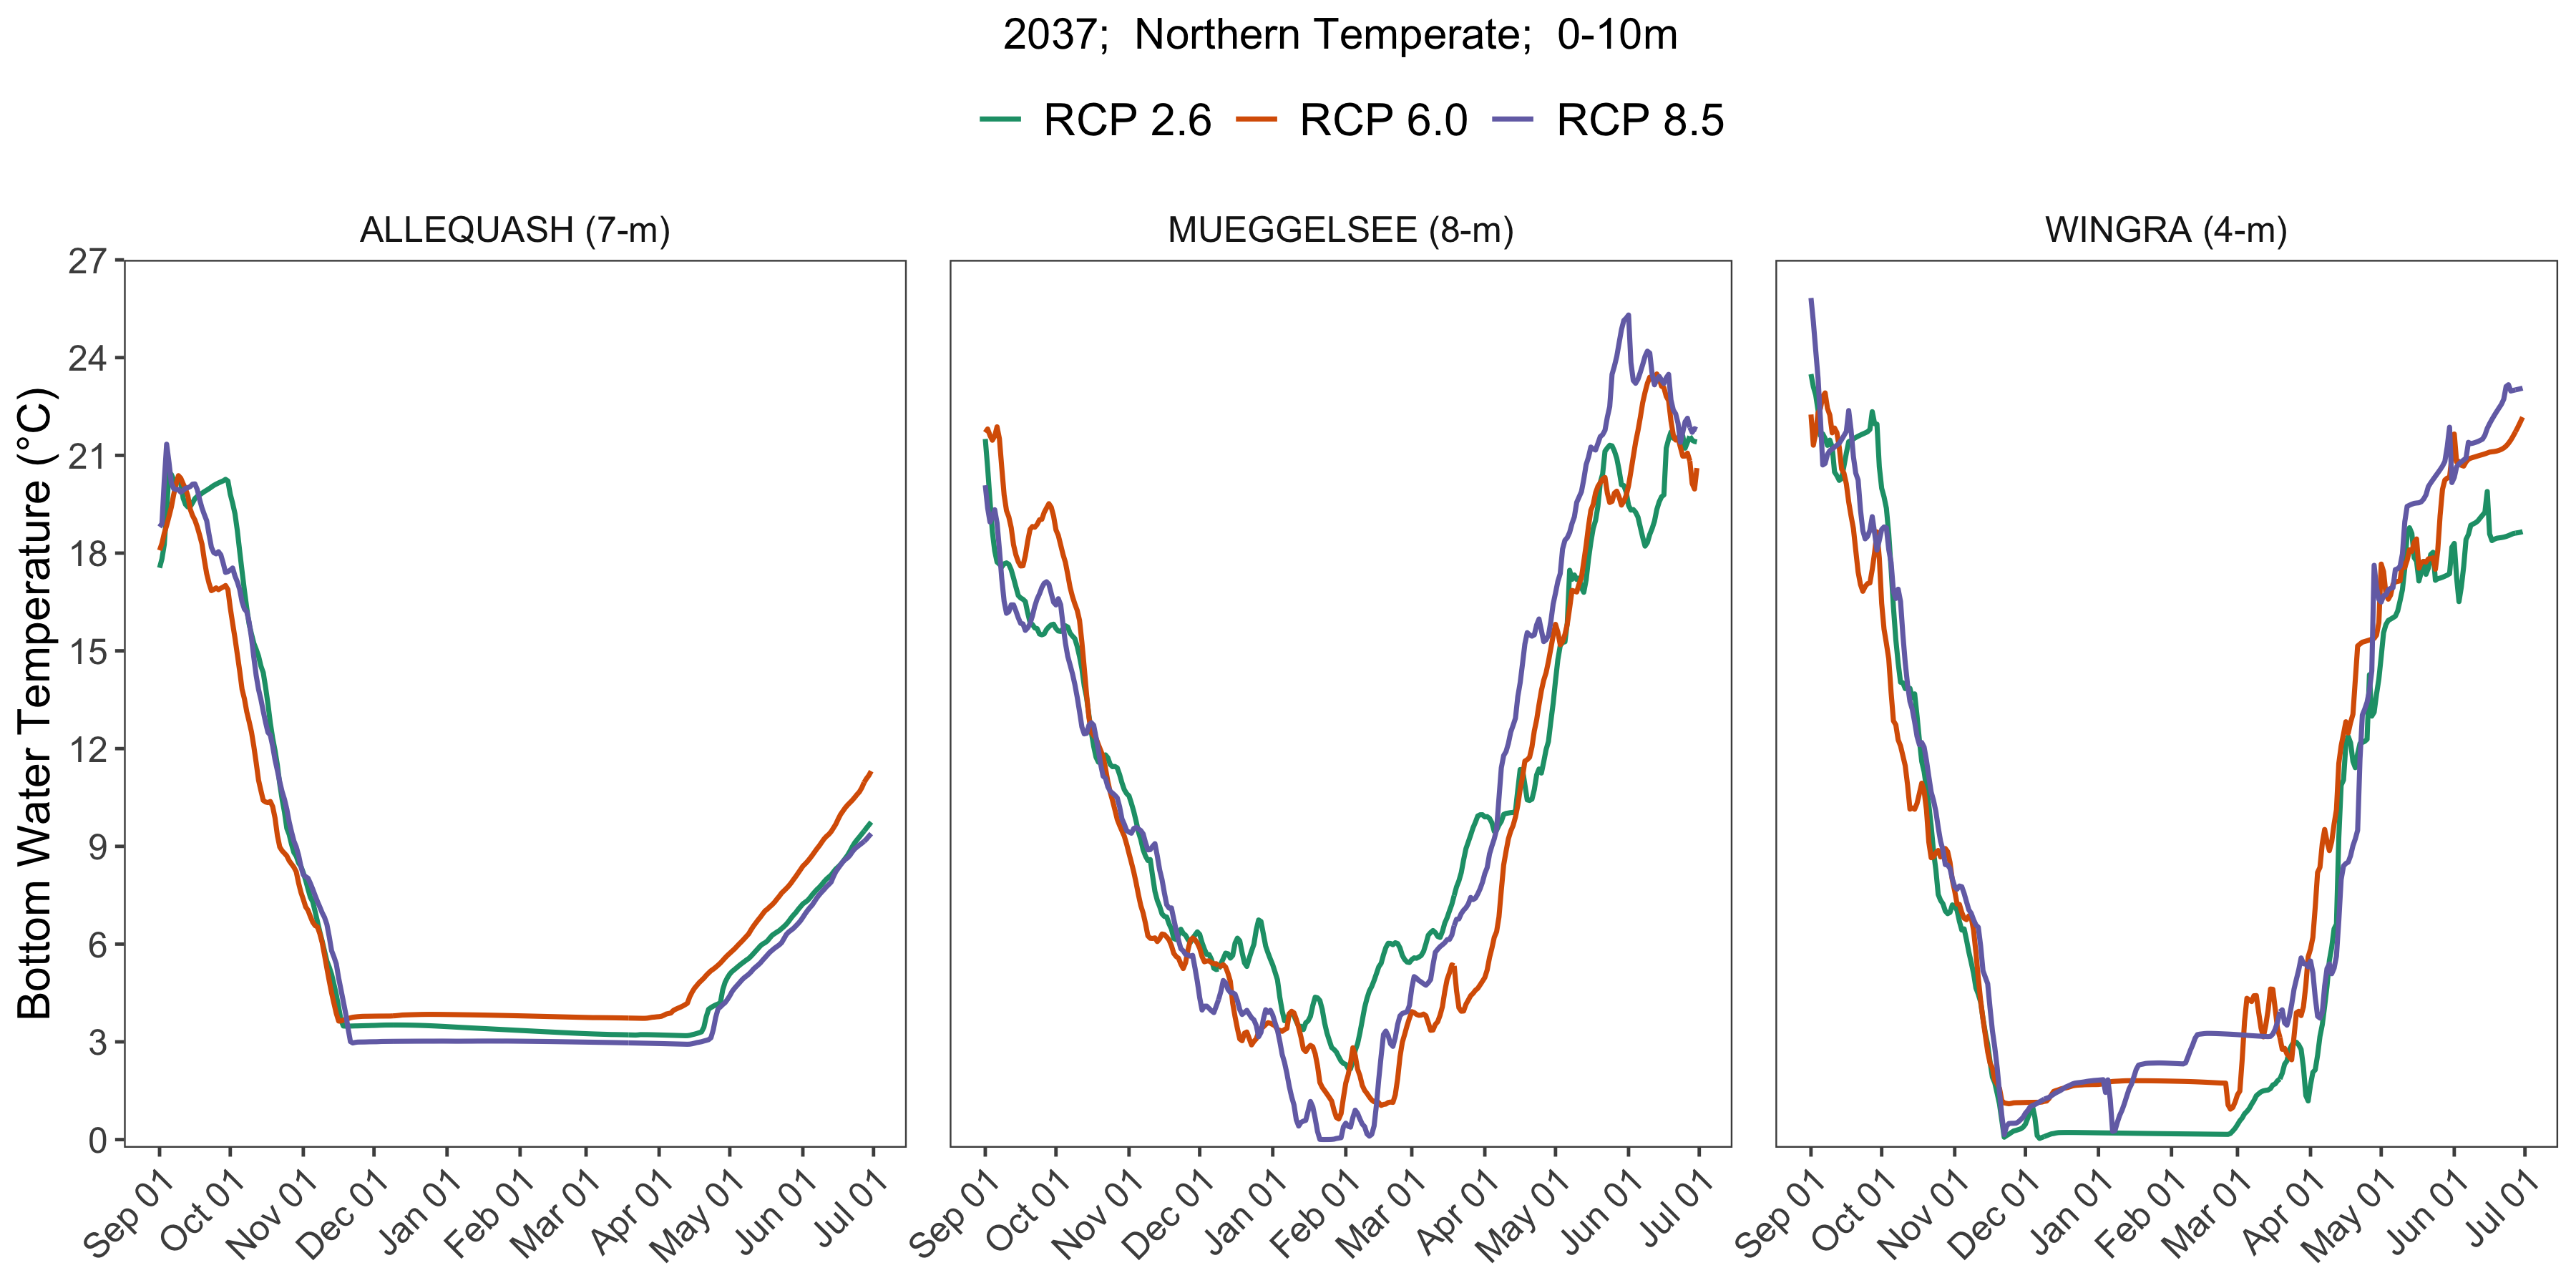 2037;  Northern Temperate;  0-10m
RCP 2.6 RCP 6.0 RCP 8.5
ALLEQUASH (7-m) MUEGGELSEE (8-m) WINGRA (4-m)
Bottom Water Temperature (°C)
27
24
21
18
15
12
9
6
3
0
Sep 01 Oct 01 Nov 01 Dec 01 Jan 01 Feb 01 Mar 01 Apr 01 May 01 Jun 01 Jul 01 Sep 01 Oct 01 Nov 01 Dec 01 Jan 01 Feb 01 Mar 01 Apr 01 May 01 Jun 01 Jul 01 Sep 01 Oct 01 Nov 01 Dec 01 Jan 01 Feb 01 Mar 01 Apr 01 May 01 Jun 01 Jul 01